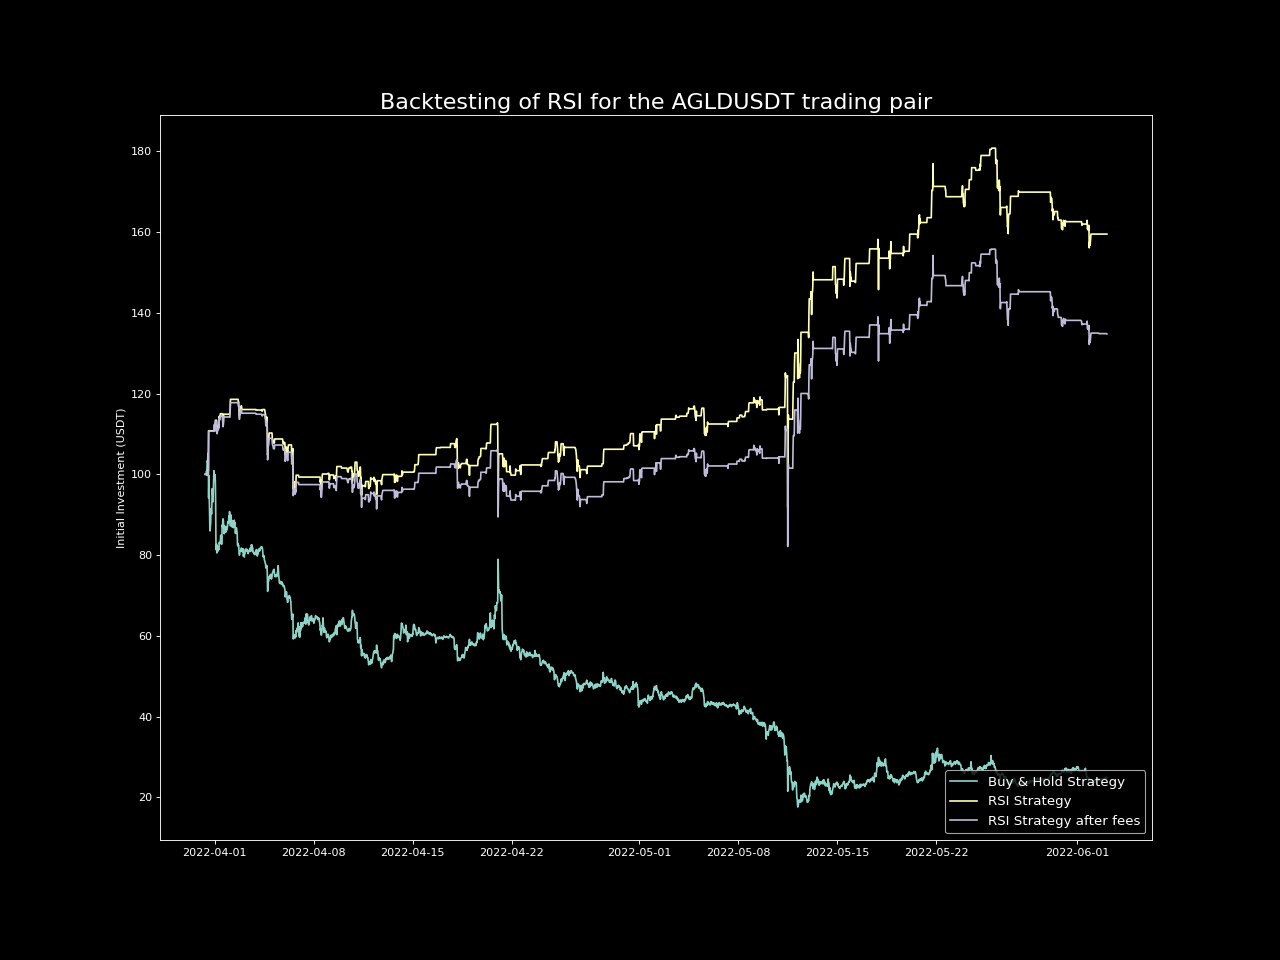 Backtesting of RSI for the AGLDUSDT trading pair
Initial Investment (USDT)
180
160
140
120
100
80
60
40
20
2022-04-01 2022-04-08 2022-04-15 2022-04-22 2022-05-01 2022-05-08 2022-05-15 2022-05-22 2022-06-01
Buy & Hold Strategy
RSI Strategy
RSI Strategy after fees